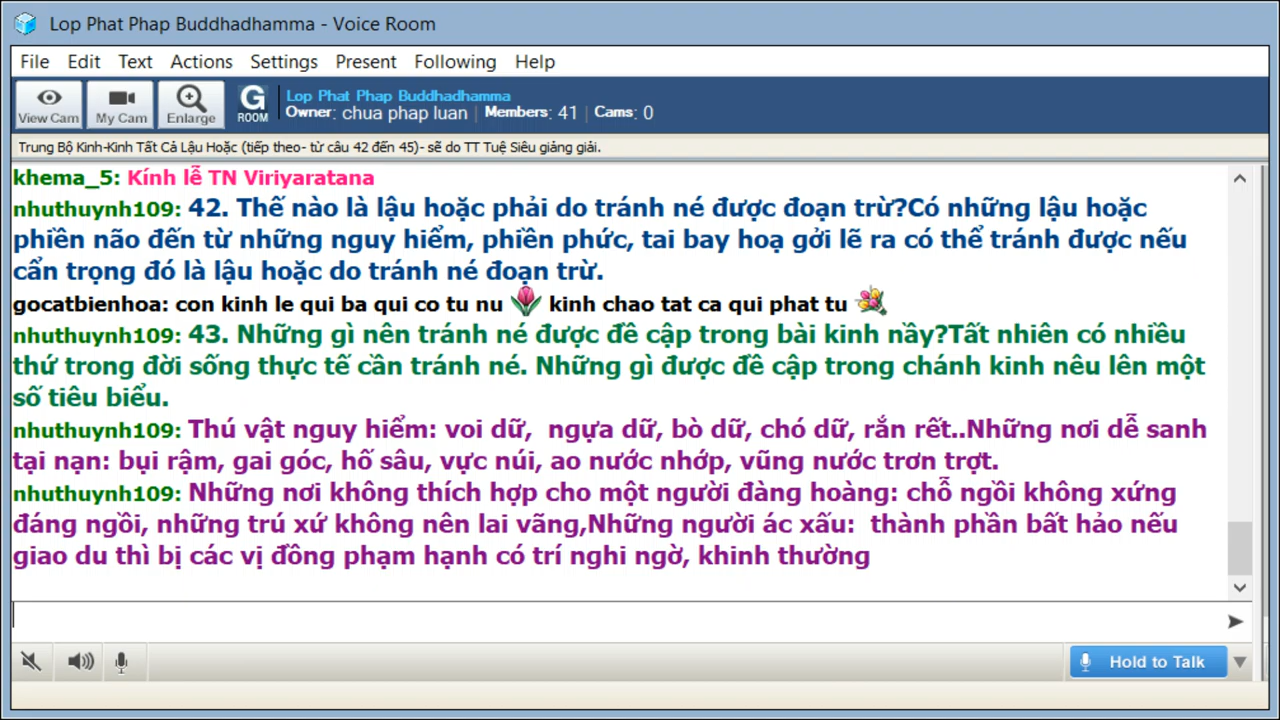 Lop Phat Phap Buddhadhamma - Voice Room
File Edit Text Actions Settings Present Following Help
View Cam My Cam Enlarge G ROOM
Lop Phat Phap Buddhadhamma
Owner: chua phap luan | Members: 41 | Cams: 0
Trung Bộ Kinh-Kinh Tất Cả Lậu Hoặc (tiếp theo- từ câu 42 đến 45)- sẽ do TT Tuệ Siêu giảng giải.
khema_5: Kính lễ TN Viriyaratana
nhuthuynh109: 42. Thế nào là lậu hoặc phải do tránh né được đoạn trừ?Có những lậu hoặc
phiền não đến từ những nguy hiểm, phiền phức, tai bay hoạ gởi lẽ ra có thể tránh được nếu
cẩn trọng đó là lậu hoặc do tránh né đoạn trừ.
gocatbienhoa: con kinh le qui ba qui co tu nu kinh chao tat ca qui phat tu
nhuthuynh109: 43. Những gì nên tránh né được đề cập trong bài kinh nầy?Tất nhiên có nhiều
thứ trong đời sống thực tế cần tránh né. Những gì được đề cập trong chánh kinh nêu lên một
số tiêu biểu.
nhuthuynh109: Thú vật nguy hiểm: voi dữ, ngựa dữ, bò dữ, chó dữ, rắn rết..Những nơi dễ sanh
tại nạn: bụi rậm, gai góc, hố sâu, vực núi, ao nước nhớp, vũng nước trơn trợt.
nhuthuynh109: Những nơi không thích hợp cho một người đàng hoàng: chỗ ngồi không xứng
đáng ngồi, những trú xứ không nên lai vãng,Những người ác xấu: thành phần bất hảo nếu
giao du thì bị các vị đồng phạm hạnh có trí nghi ngờ, khinh thường
Hold to Talk